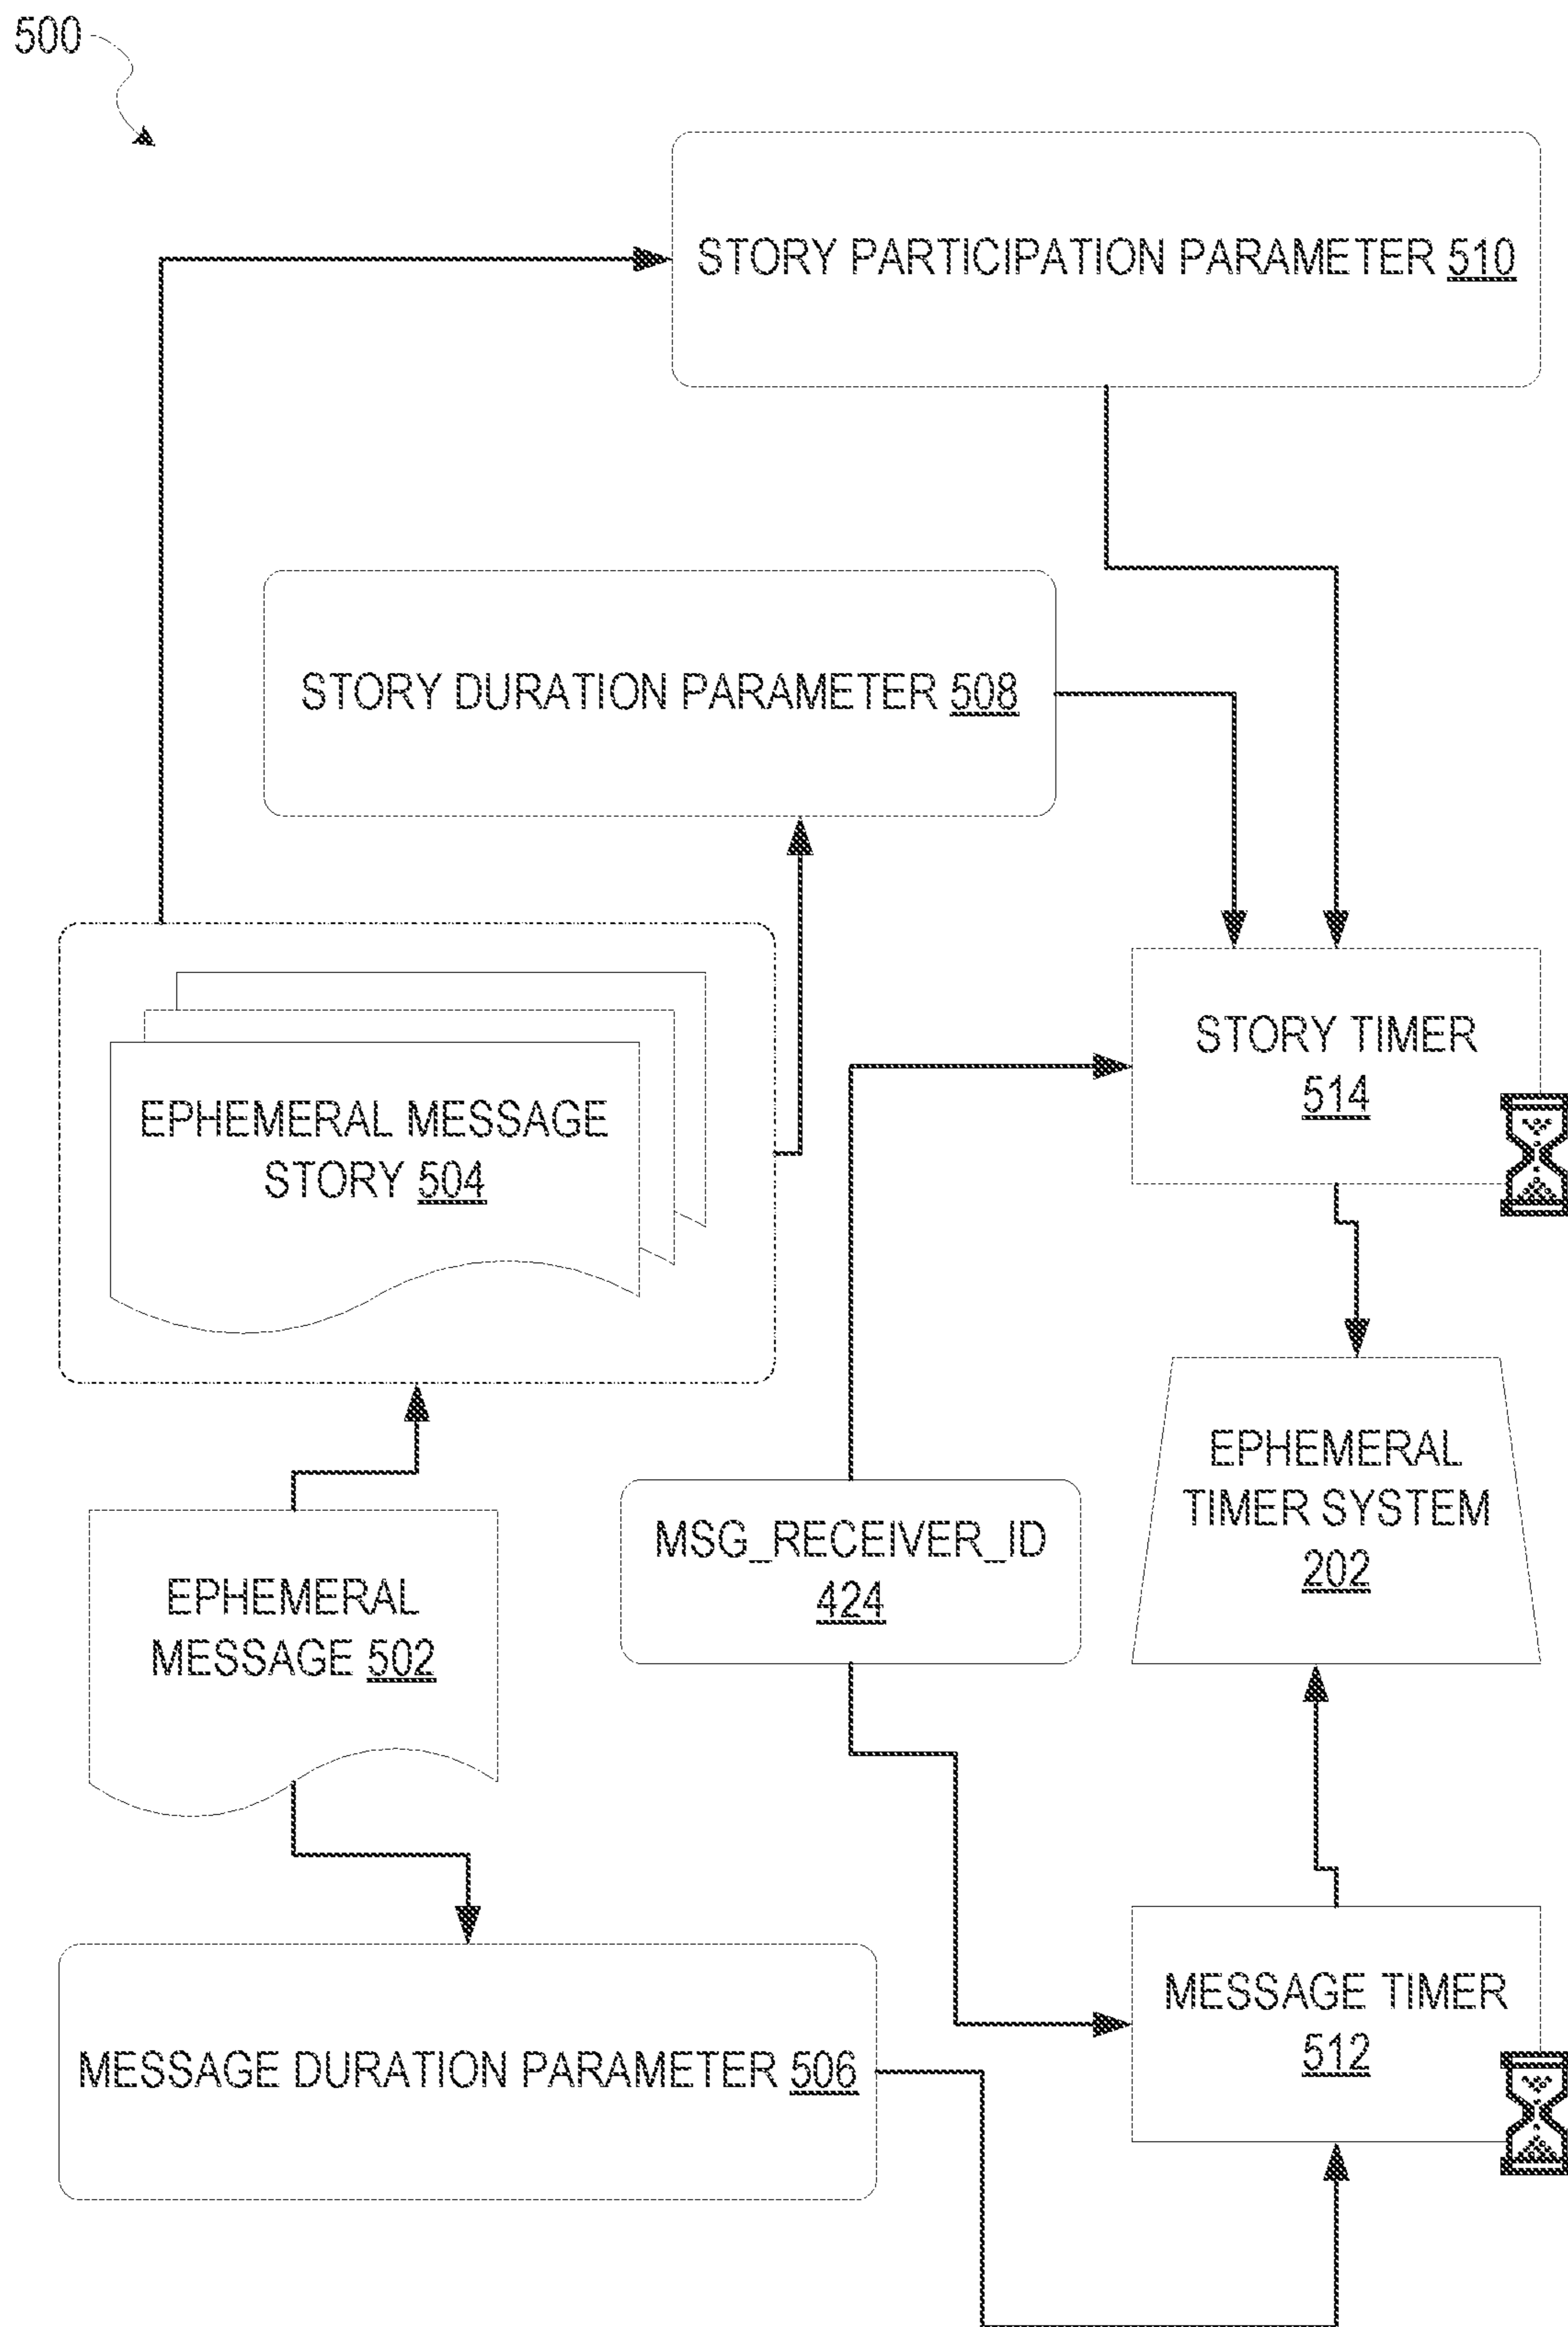 500
STORY PARTICIPATION PARAMETER 510
STORY DURATION PARAMETER 508
STORY TIMER
514
EPHEMERAL MESSAGE
STORY 504
EPHEMERAL
TIMER SYSTEM
202
MSG_RECEIVER_ID
424
EPHEMERAL
MESSAGE 502
MESSAGE TIMER
512
MESSAGE DURATION PARAMETER 506